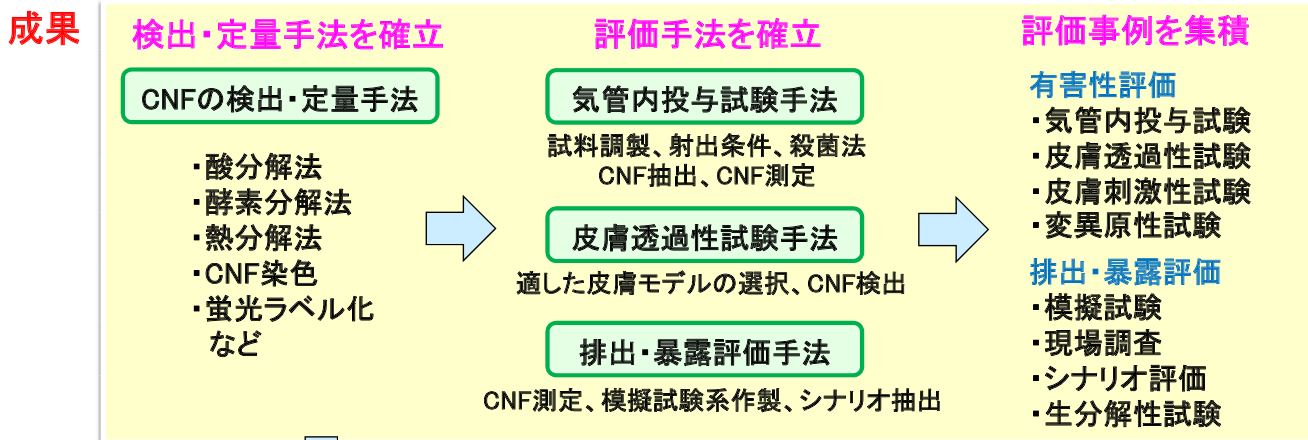 成果
検出・定量手法を確立
CNFの検出・定量手法
・酸分解法
・酵素分解法
・熱分解法
・CNF染色
・蛍光ラベル化
など
評価手法を確立
気管内投与試験手法
試料調製、射出条件、殺菌法
CNF抽出、CNF測定
皮膚透過性試験手法
適した皮膚モデルの選択、CNF検出
排出・暴露評価手法
CNF測定、模擬試験系作製、シナリオ抽出
評価事例を集積
有害性評価
・気管内投与試験
・皮膚透過性試験
・皮膚刺激性試験
・変異原性試験
排出・暴露評価
・模擬試験
・現場調査
・シナリオ評価
・生分解性試験